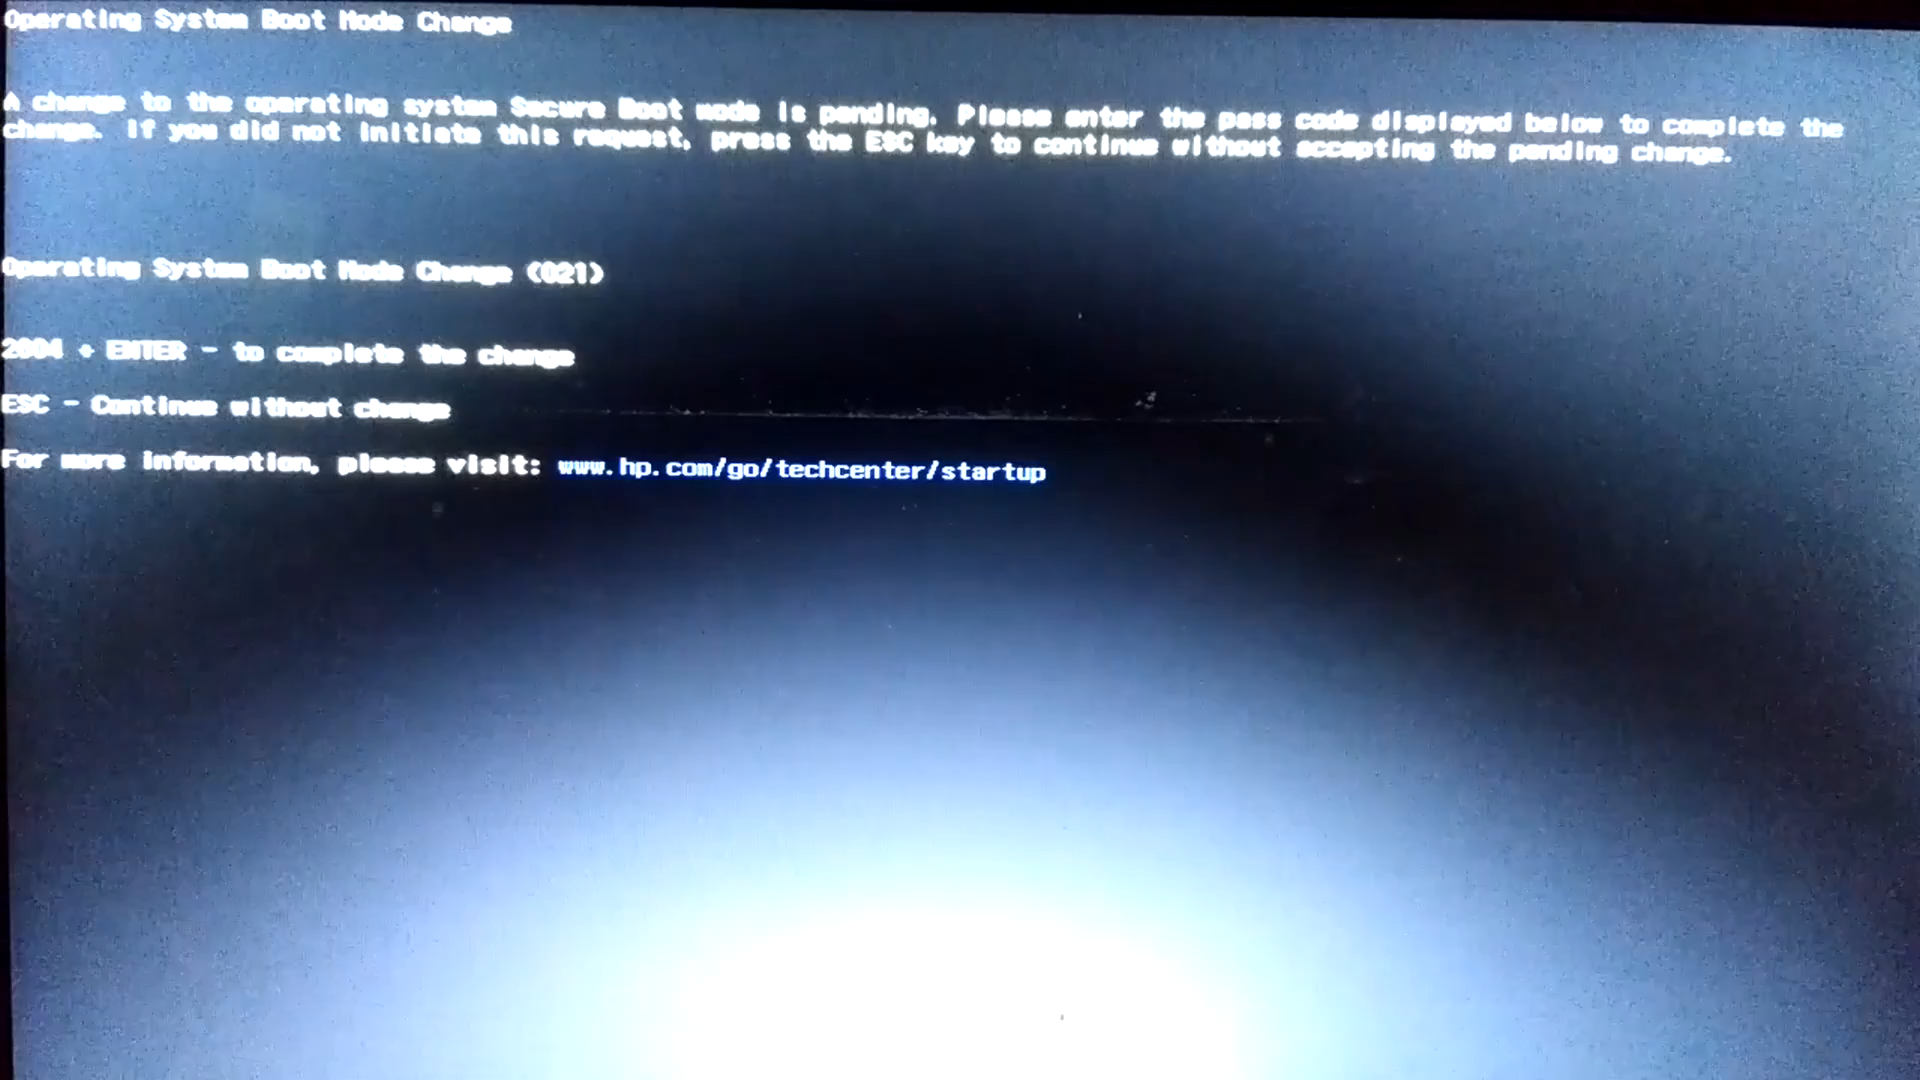 Operating System Boot Mode Change
A change to the operating system Secure Boot mode is pending. Please enter the pass code displayed below to complete the
change. If you did not initiate this request, press the ESC key to continue without accepting the pending change.
Operating System Boot Mode Change (021)
2004 + ENTER - to complete the change
ESC - Continue without change
For more information, please visit: www.hp.com/go/techcenter/startup